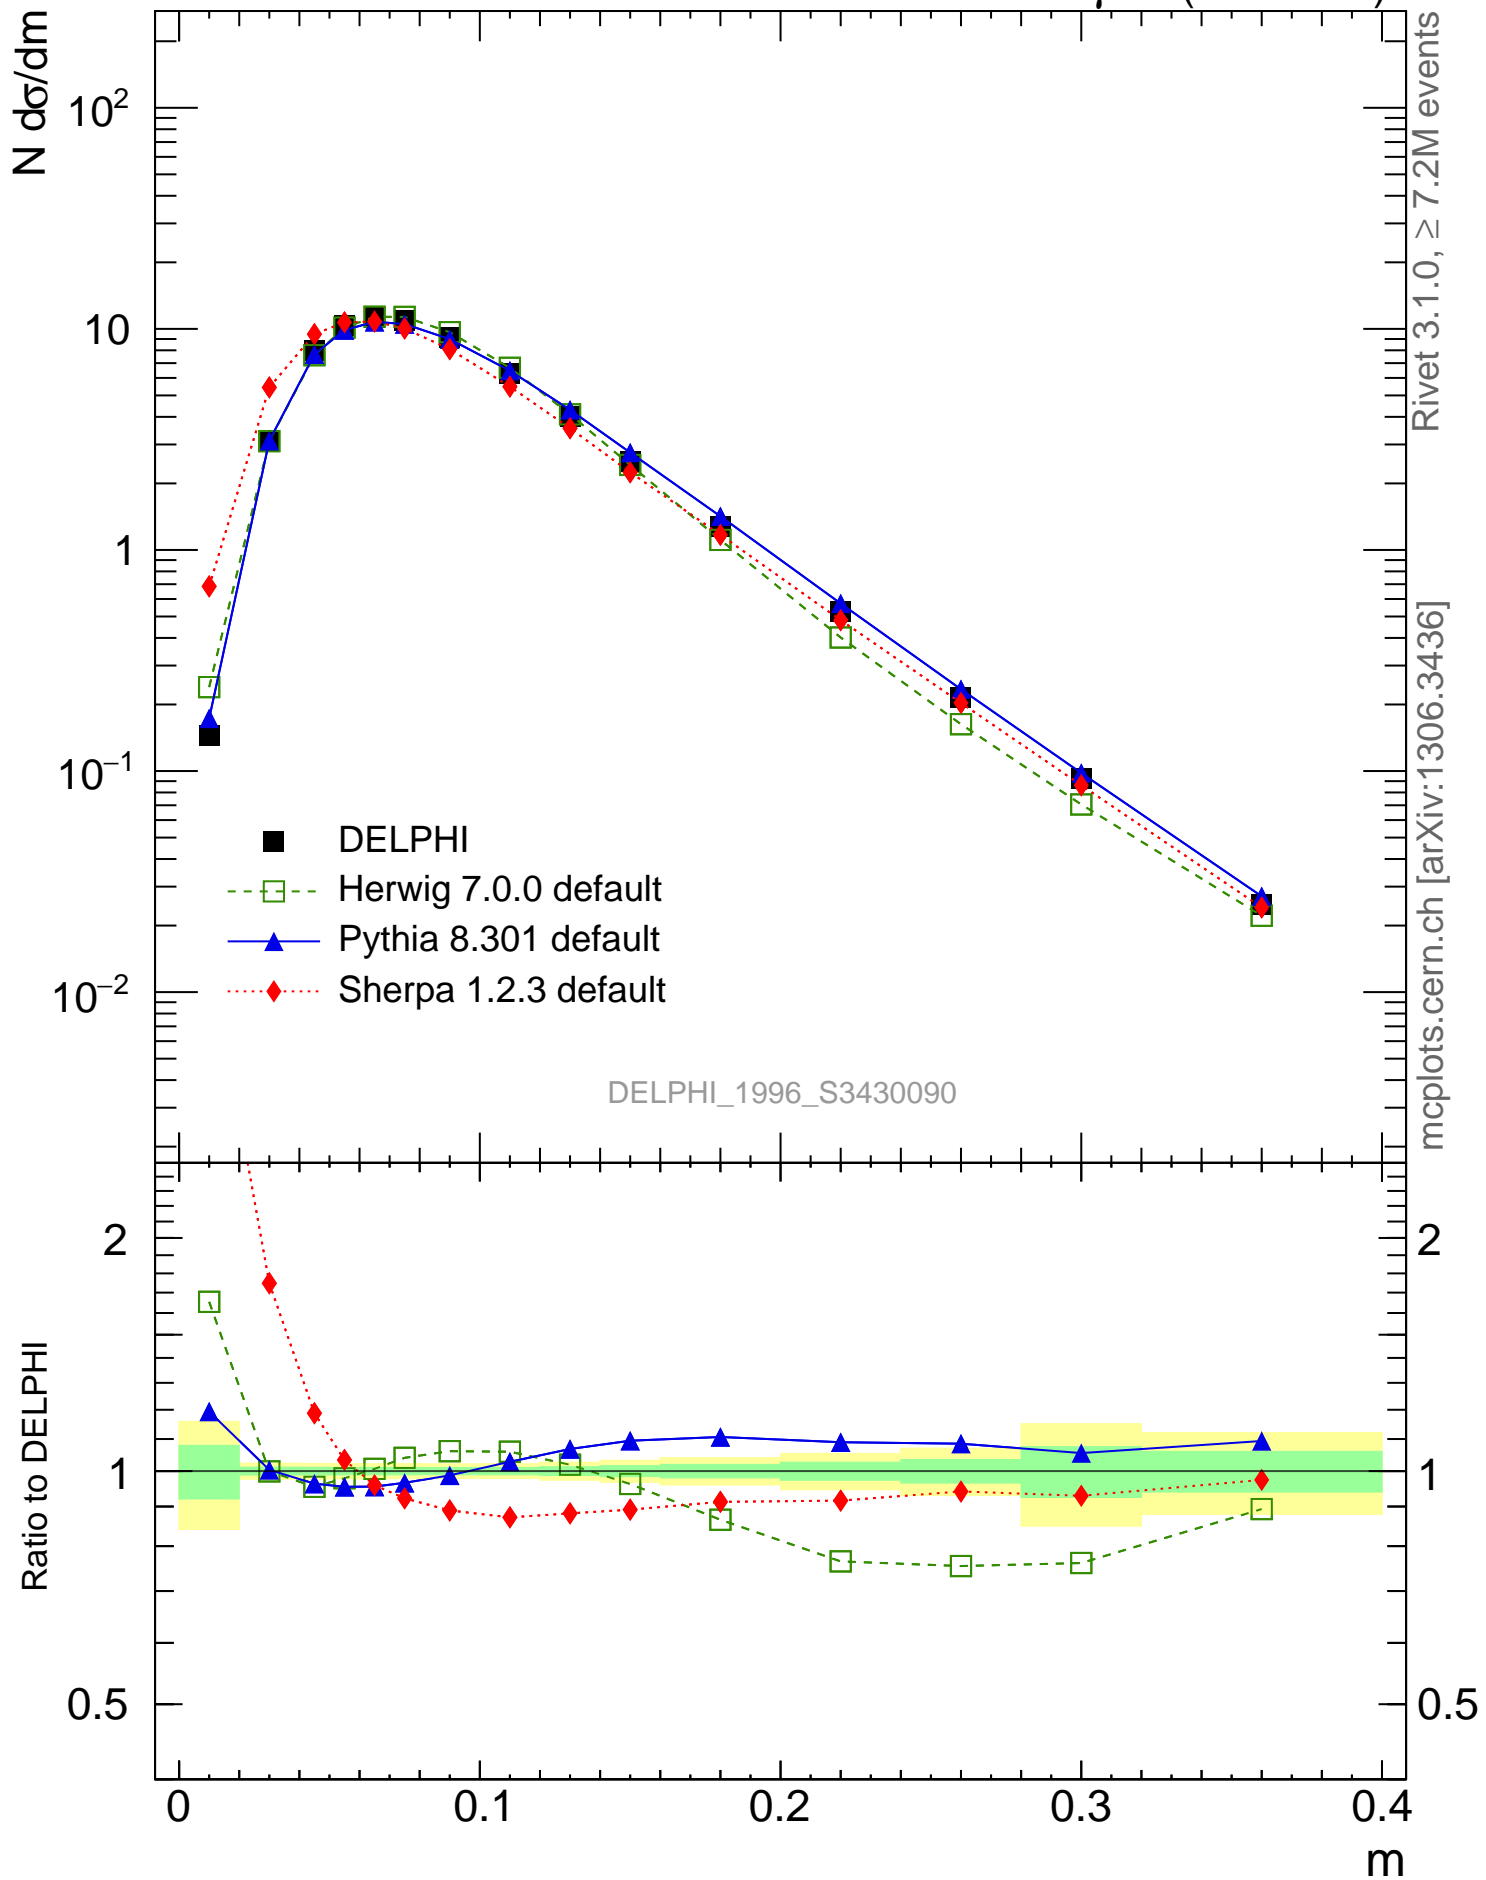 N dσ/dm
10²
10
1
10⁻¹
10⁻²
DELPHI
Herwig 7.0.0 default
Pythia 8.301 default
Sherpa 1.2.3 default
DELPHI_1996_S3430090
Rivet 3.1.0, ≥ 7.2M events
mcplots.cern.ch [arXiv:1306.3436]
Ratio to DELPHI
2
1
0.5
2
1
0.5
0 0.1 0.2 0.3 0.4
m